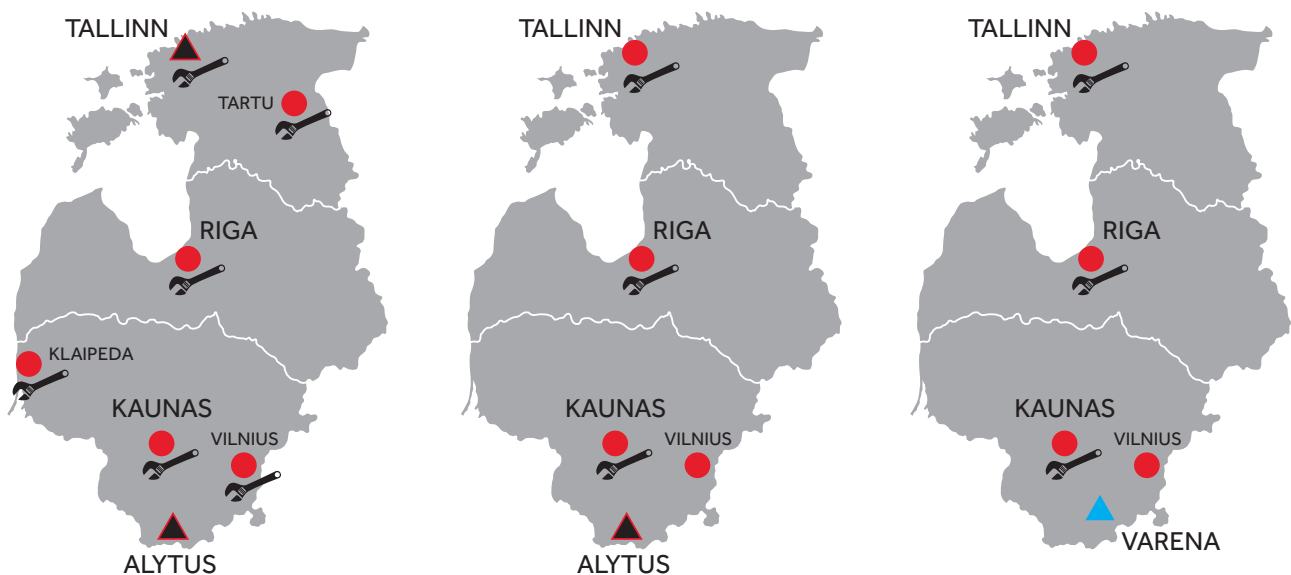 TALLINN
TARTU
RIGA
KLAIPEDA
KAUNAS
VILNIUS
ALYTUS
TALLINN
RIGA
KAUNAS
VILNIUS
ALYTUS
TALLINN
RIGA
KAUNAS
VILNIUS
VARENA